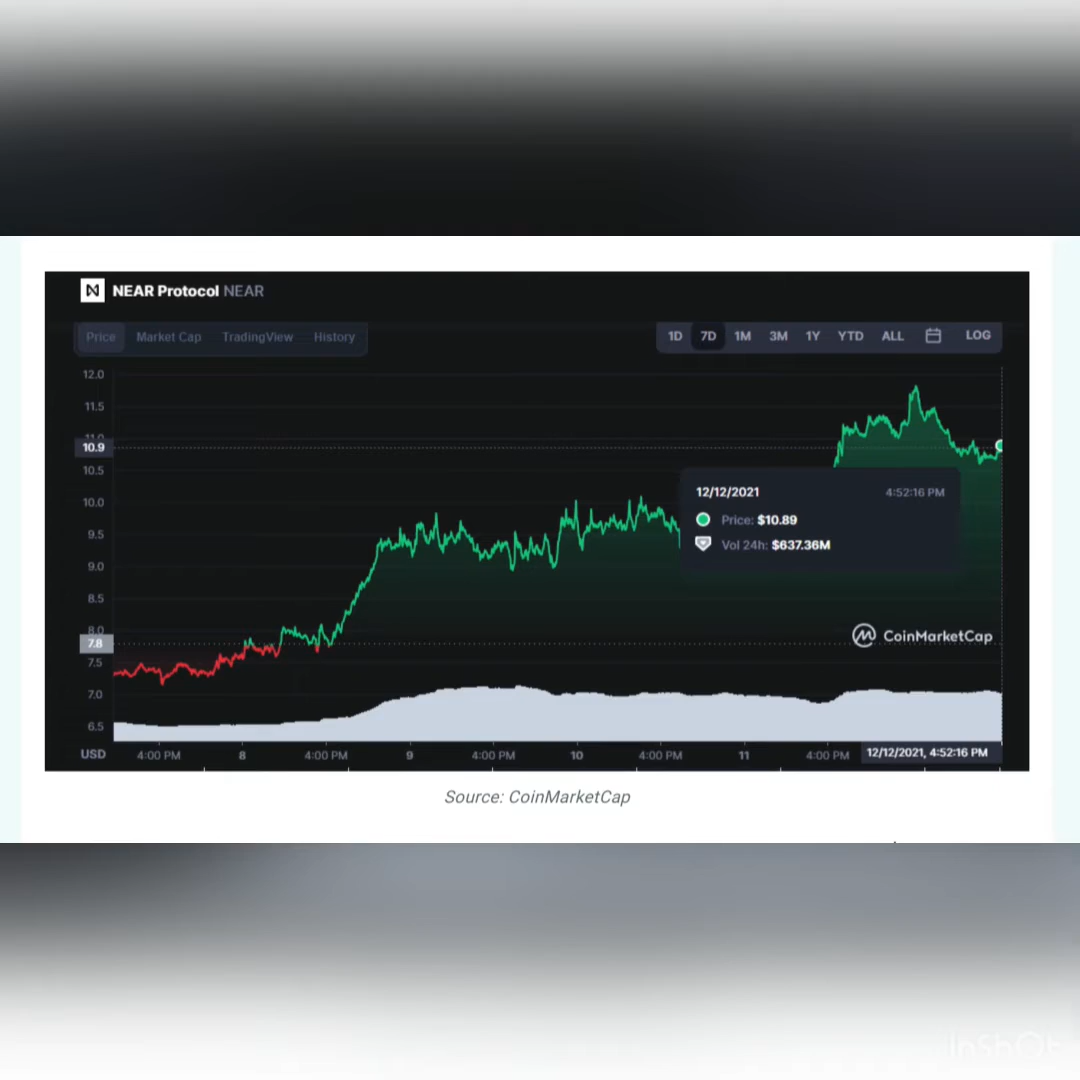 NEAR Protocol NEAR
Price Market Cap TradingView History
1D 7D 1M 3M 1Y YTD ALL LOG
12.0
11.5
11.0
10.9
10.5
10.0
9.5
9.0
8.5
8.0
7.8
7.5
7.0
6.5
12/12/2021 4:52:16 PM
Price: $10.89
Vol 24h: $637.36M
CoinMarketCap
USD 4:00 PM 8 4:00 PM 9 4:00 PM 10 4:00 PM 11 4:00 PM 12/12/2021, 4:52:16 PM
Source: CoinMarketCap
InShOt